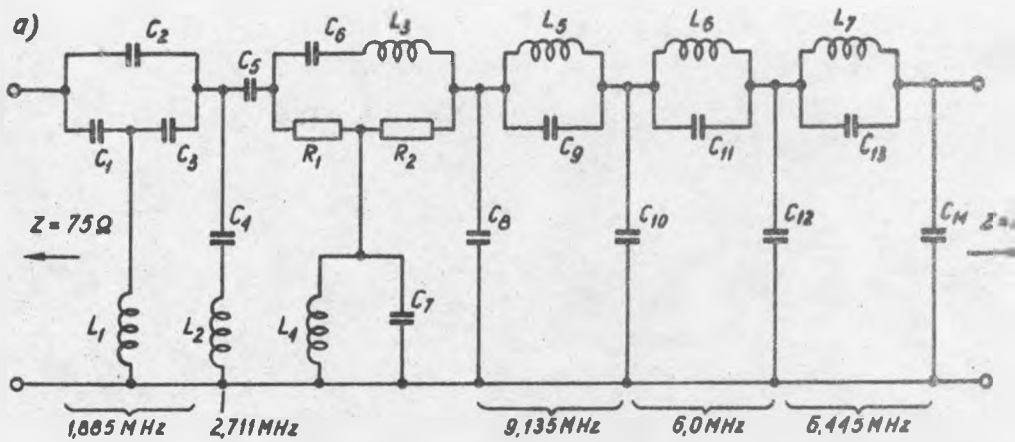 a)
C2
C5
C6
L3
L5
L6
L7
C1
C3
R1
R2
C9
C11
C13
Z = 75 Ω
C4
C8
C10
C12
C14
L1
L2
L4
C7
1,885 MHz
2,711 MHz
9,135 MHz
6,0 MHz
6,445 MHz